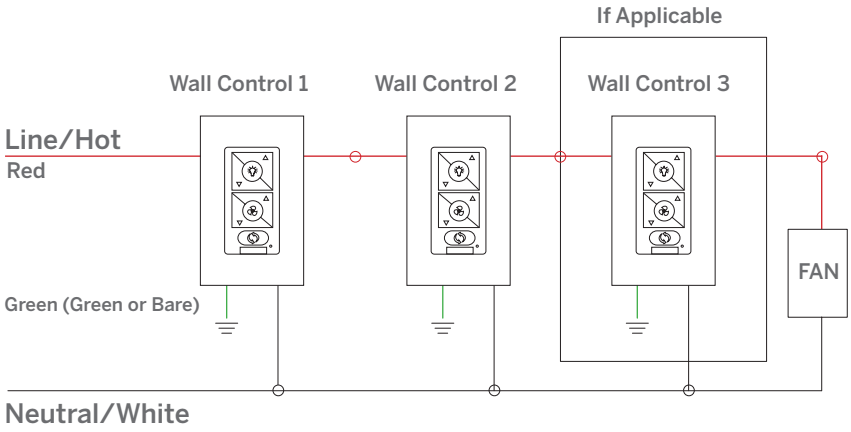 If Applicable
Wall Control 1
Wall Control 2
Wall Control 3
Line/Hot
Red
FAN
Green (Green or Bare)
Neutral/White